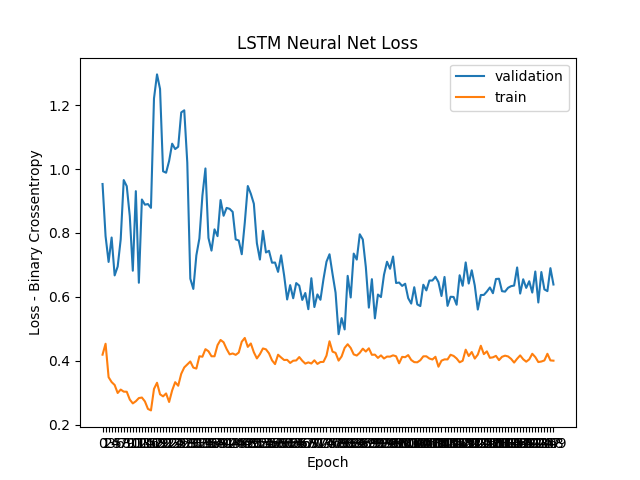 LSTM Neural Net Loss
validation
train
Loss - Binary Crossentropy
1.2
1.0
0.8
0.6
0.4
0.2
Epoch